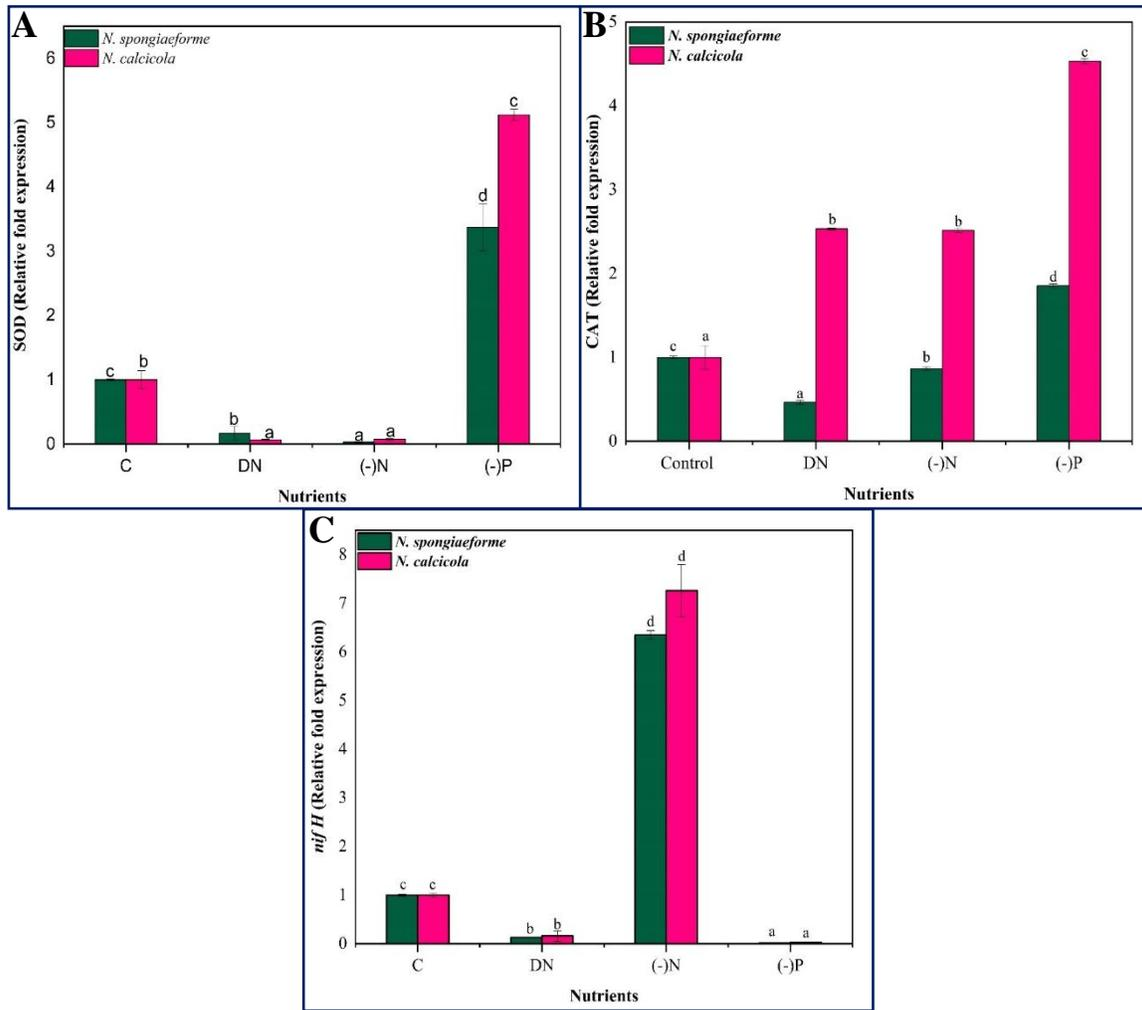 A
N. spongiaeforme
N. calcicola
SOD (Relative fold expression)
6
5
4
3
2
1
0
c
b
b
a
a
a
d
c
C
DN
(-)N
(-)P
Nutrients
B
N. spongiaeforme
N. calcicola
CAT (Relative fold expression)
5
4
3
2
1
0
c
a
a
b
b
b
d
c
Control
DN
(-)N
(-)P
Nutrients
C
N. spongiaeforme
N. calcicola
nif H (Relative fold expression)
8
7
6
5
4
3
2
1
0
c
c
b
b
d
d
a
a
C
DN
(-)N
(-)P
Nutrients